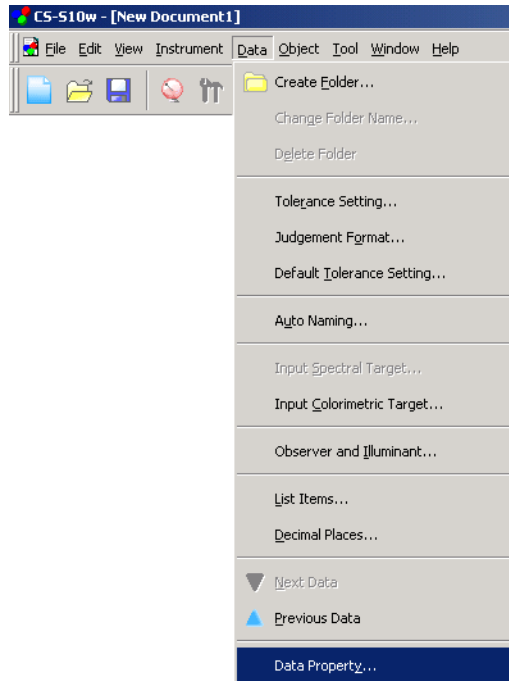 CS-S10w - [New Document1]
File Edit View Instrument Data Object Tool Window Help
Create Folder...
Change Folder Name...
Delete Folder
Tolerance Setting...
Judgement Format...
Default Tolerance Setting...
Auto Naming...
Input Spectral Target...
Input Colorimetric Target...
Observer and Illuminant...
List Items...
Decimal Places...
Next Data
Previous Data
Data Property...